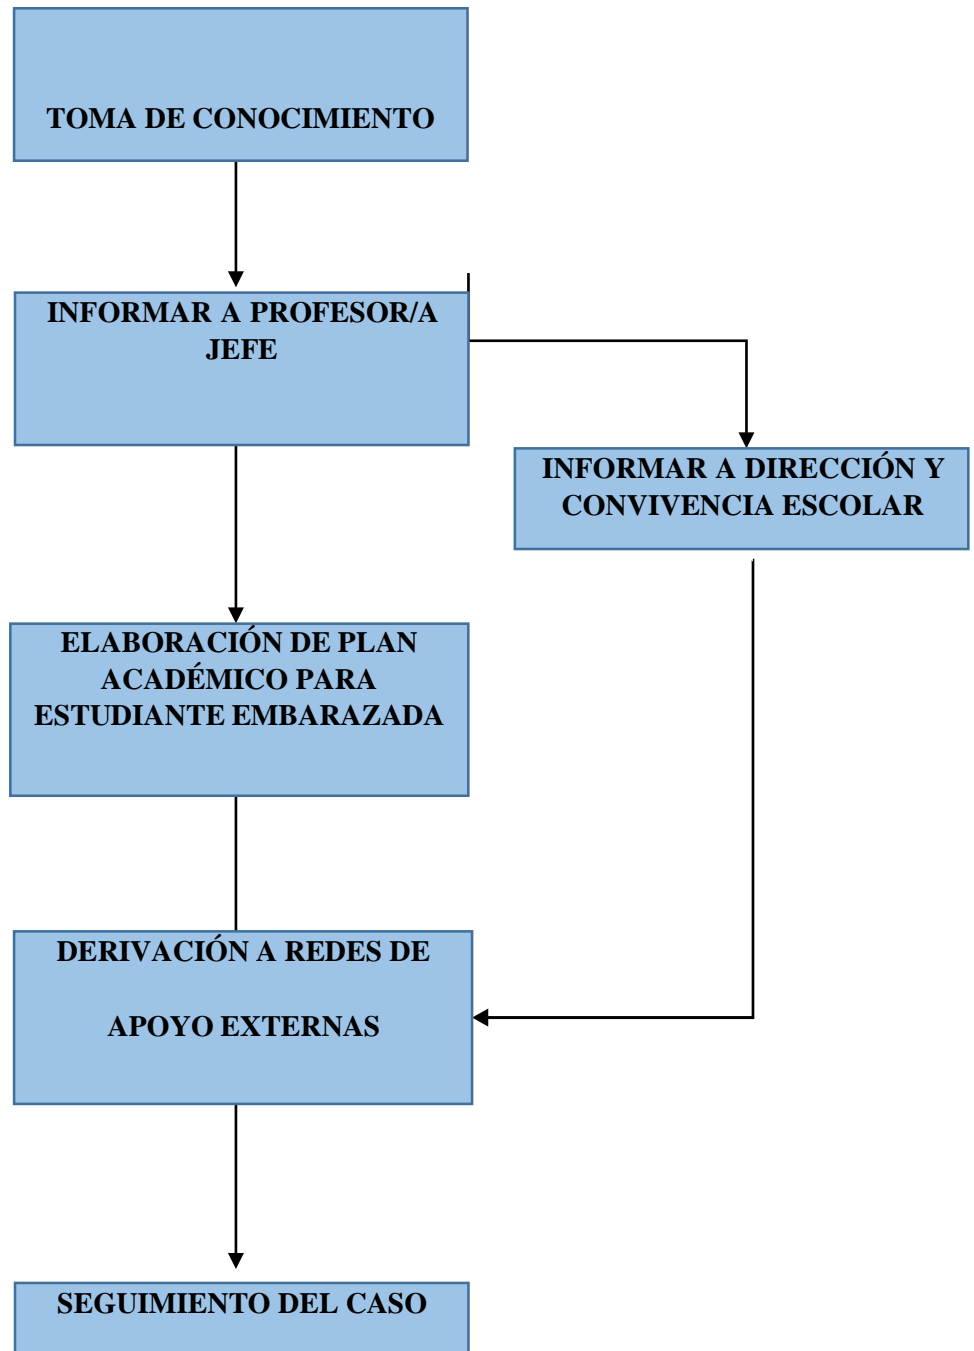 TOMA DE CONOCIMIENTO
INFORMAR A PROFESOR/A
JEFE
INFORMAR A DIRECCIÓN Y
CONVIVENCIA ESCOLAR
ELABORACIÓN DE PLAN
ACADÉMICO PARA
ESTUDIANTE EMBARAZADA
DERIVACIÓN A REDES DE
APOYO EXTERNAS
SEGUIMIENTO DEL CASO